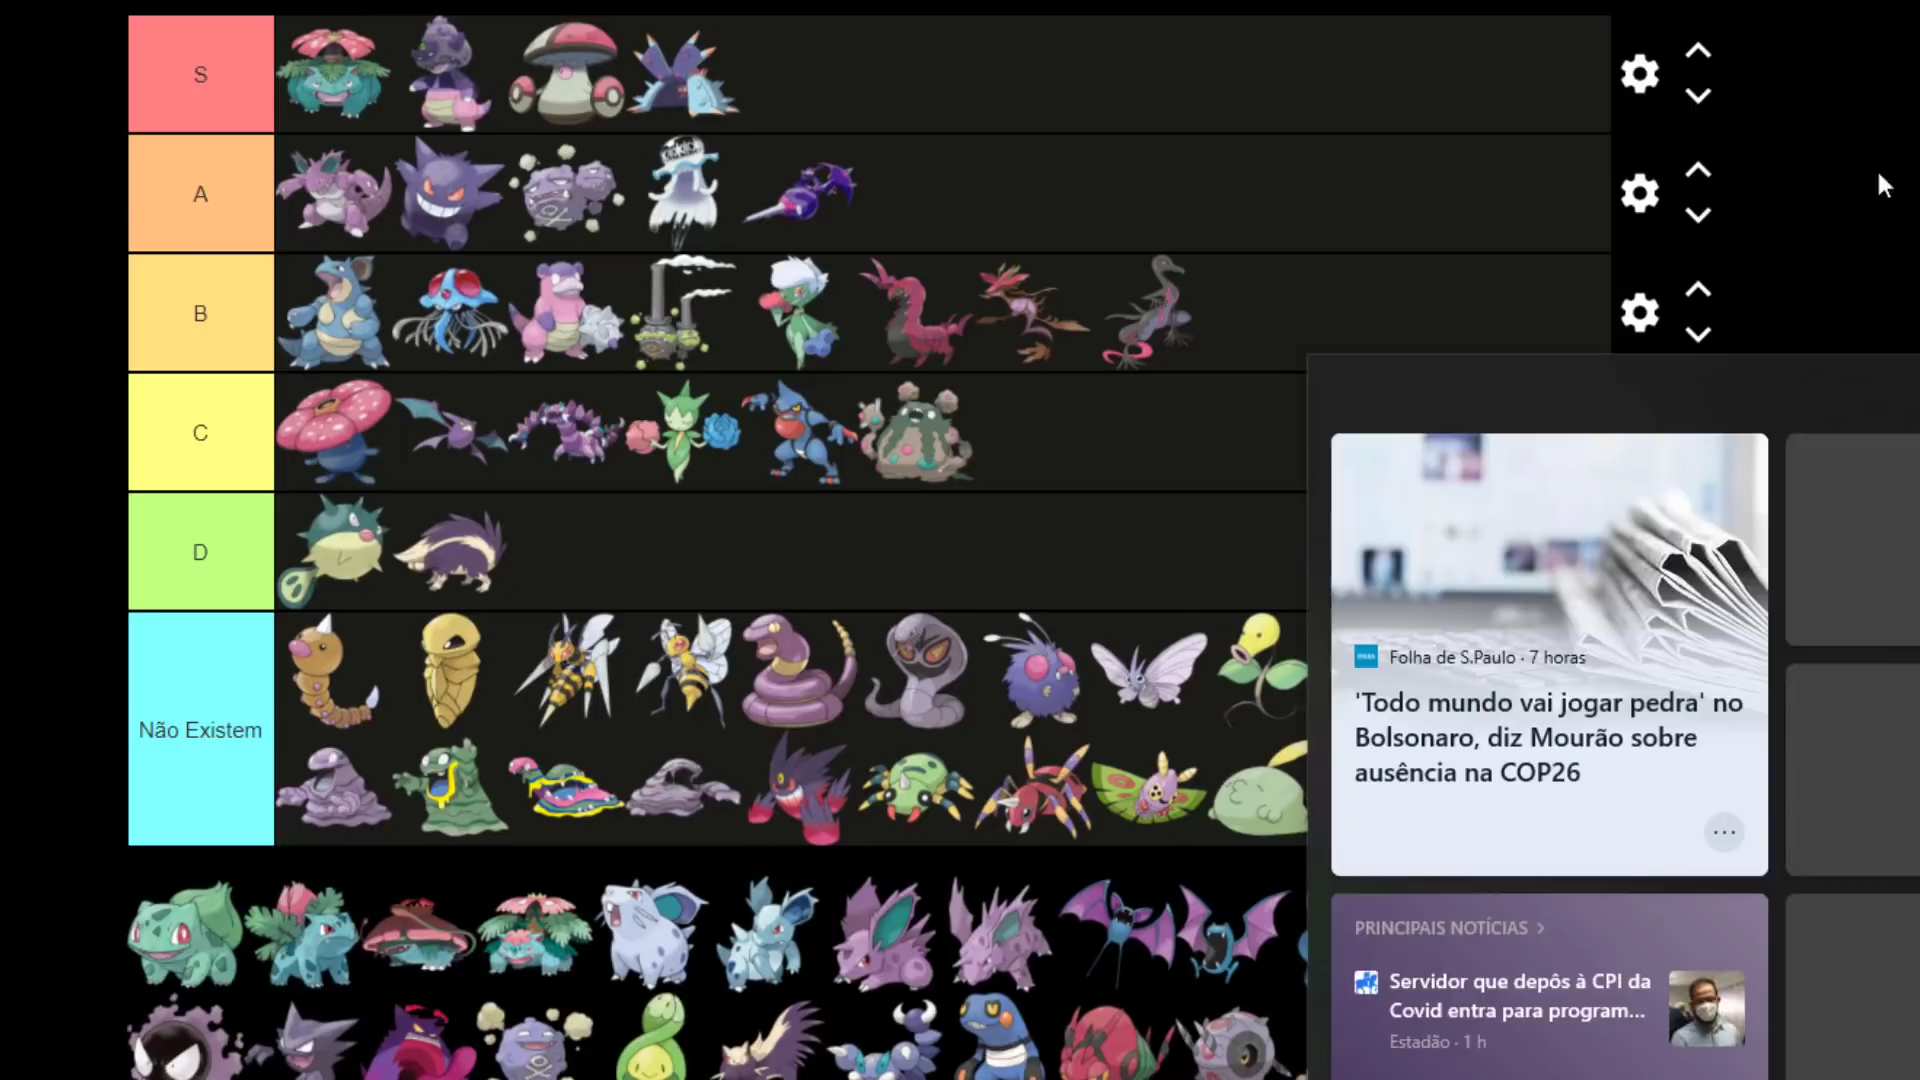 S
A
B
C
D
Não Existem
Folha de S.Paulo · 7 horas
'Todo mundo vai jogar pedra' no
Bolsonaro, diz Mourão sobre
ausência na COP26
PRINCIPAIS NOTÍCIAS
Servidor que depôs à CPI da
Covid entra para program...
Estadão · 1 h